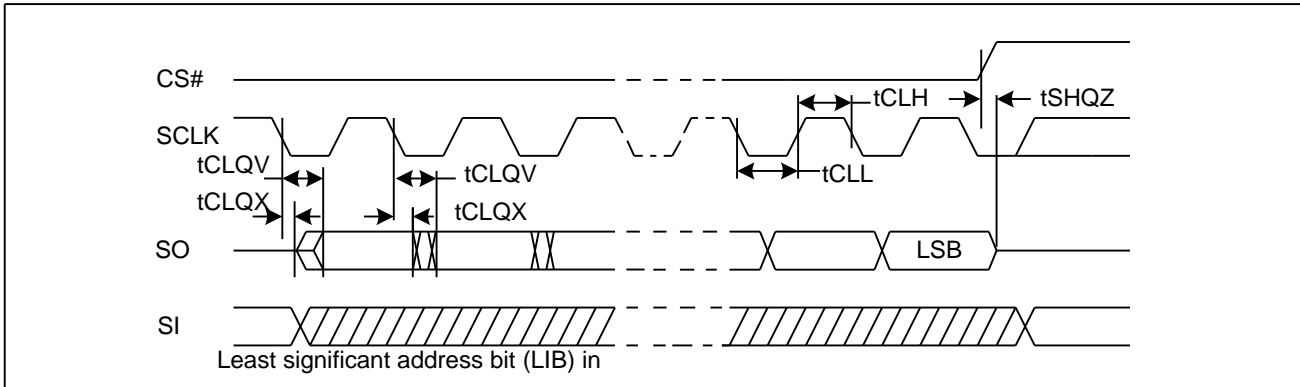 CS#
tCLH
tSHQZ
SCLK
tCLQV
tCLQV
tCLL
tCLQX
tCLQX
SO
LSB
SI
Least significant address bit (LIB) in